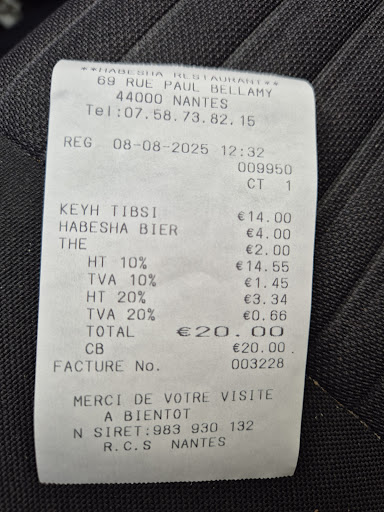 **HABESHA RESTAURANT**
69 RUE PAUL BELLAMY
44000 NANTES
Tel:07.58.73.82.15
REG 08-08-2025 12:32
009950
CT 1
KEYH TIBSI €14.00
HABESHA BIER €4.00
THE €2.00
HT 10% €14.55
TVA 10% €1.45
HT 20% €3.34
TVA 20% €0.66
TOTAL €20.00
CB €20.00
FACTURE No. 003228
MERCI DE VOTRE VISITE
A BIENTOT
N SIRET:983 930 132
R.C.S NANTES